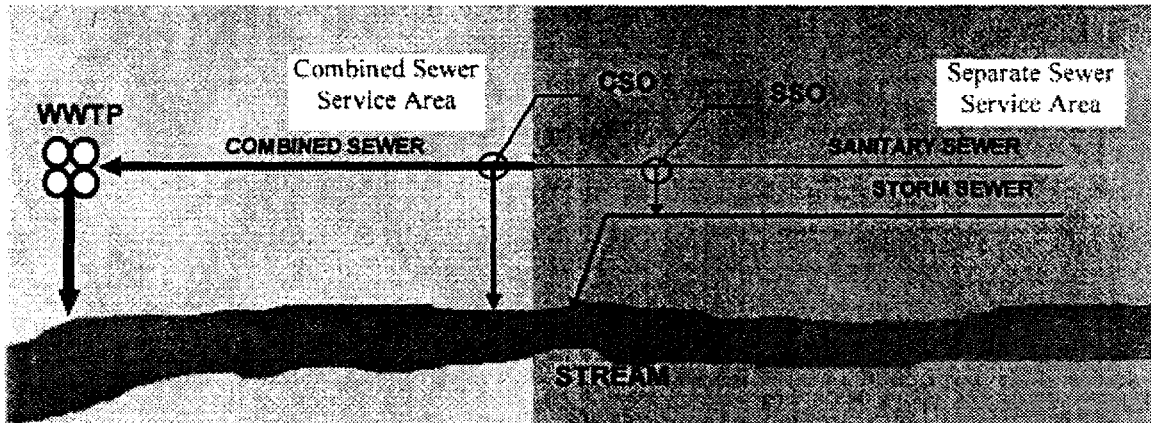 Combined Sewer
Service Area
CSO
SSO
Separate Sewer
Service Area
WWTP
COMBINED SEWER
SANITARY SEWER
STORM SEWER
STREAM